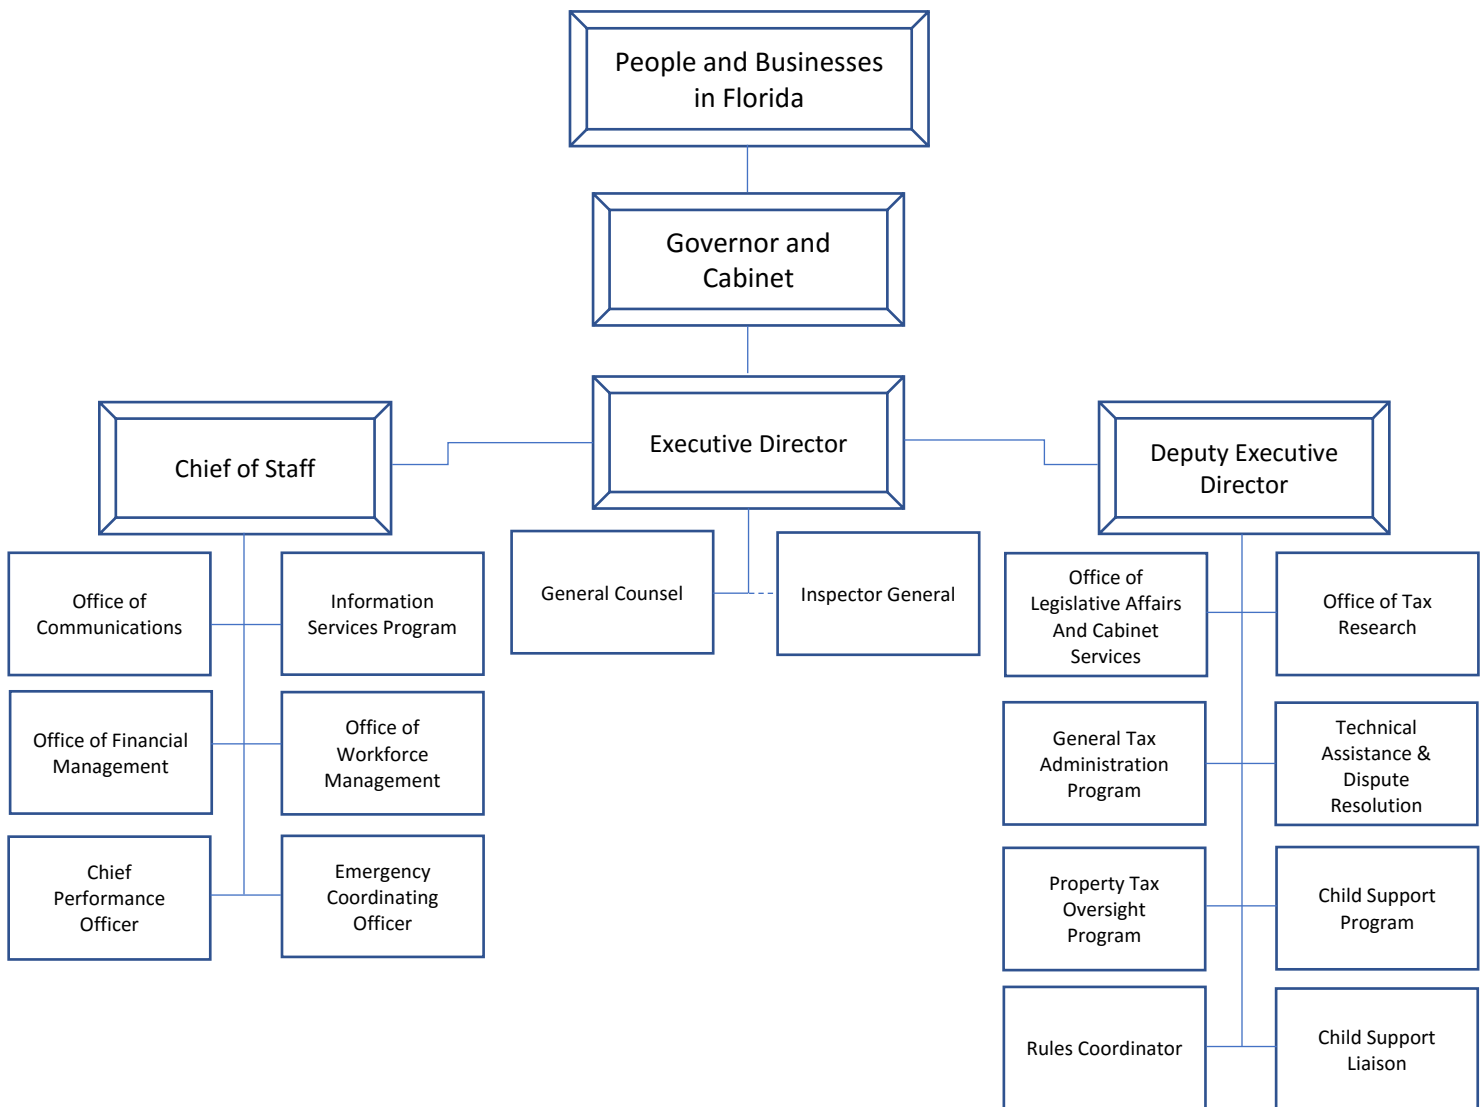 People and Businesses
in Florida
Governor and
Cabinet
Executive Director
Chief of Staff
Deputy Executive
Director
Office of
Communications
Information
Services Program
General Counsel
Inspector General
Office of
Legislative Affairs
And Cabinet
Services
Office of Tax
Research
Office of Financial
Management
Office of
Workforce
Management
General Tax
Administration
Program
Technical
Assistance &
Dispute
Resolution
Chief
Performance
Officer
Emergency
Coordinating
Officer
Property Tax
Oversight
Program
Child Support
Program
Rules Coordinator
Child Support
Liaison